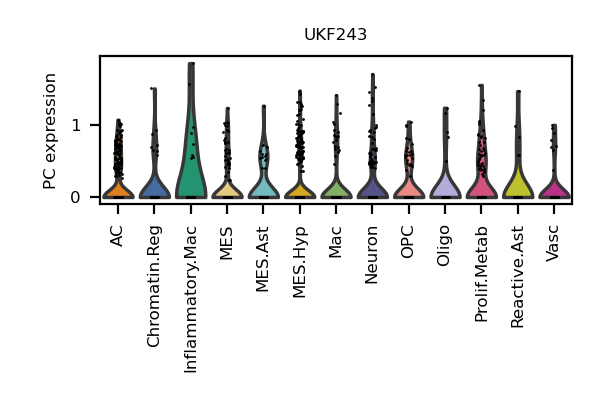 UKF243
PC expression
1
0
AC
Chromatin.Reg
Inflammatory.Mac
MES
MES.Ast
MES.Hyp
Mac
Neuron
OPC
Oligo
Prolif.Metab
Reactive.Ast
Vasc